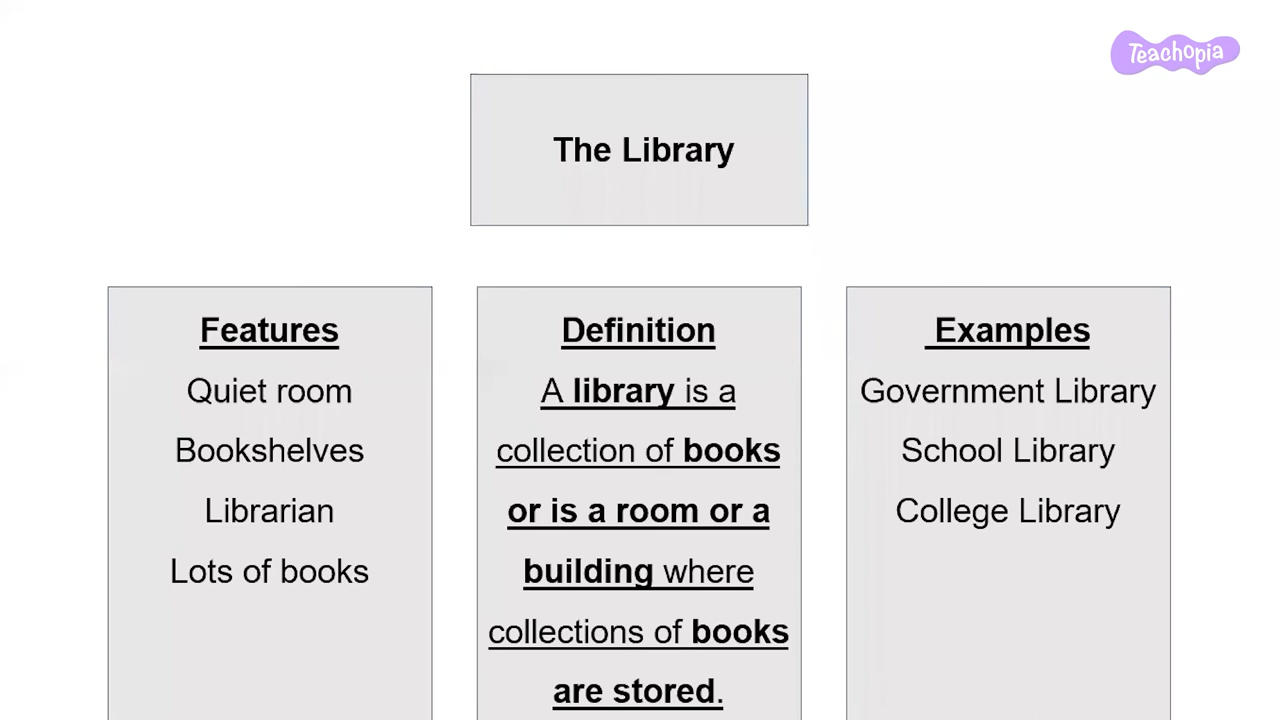 Teachopia
The Library
Features
Quiet room
Bookshelves
Librarian
Lots of books
Definition
A library is a
collection of books
or is a room or a
building where
collections of books
are stored.
Examples
Government Library
School Library
College Library